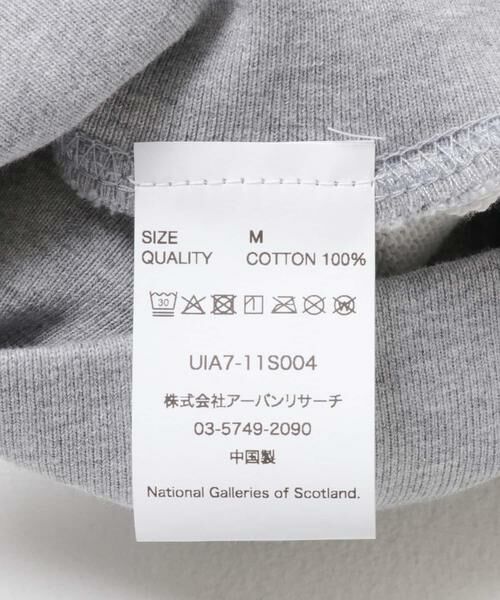 SIZE M
QUALITY COTTON 100%
30
UIA7-11S004
株式会社アーバンリサーチ
03-5749-2090
中国製
National Galleries of Scotland.